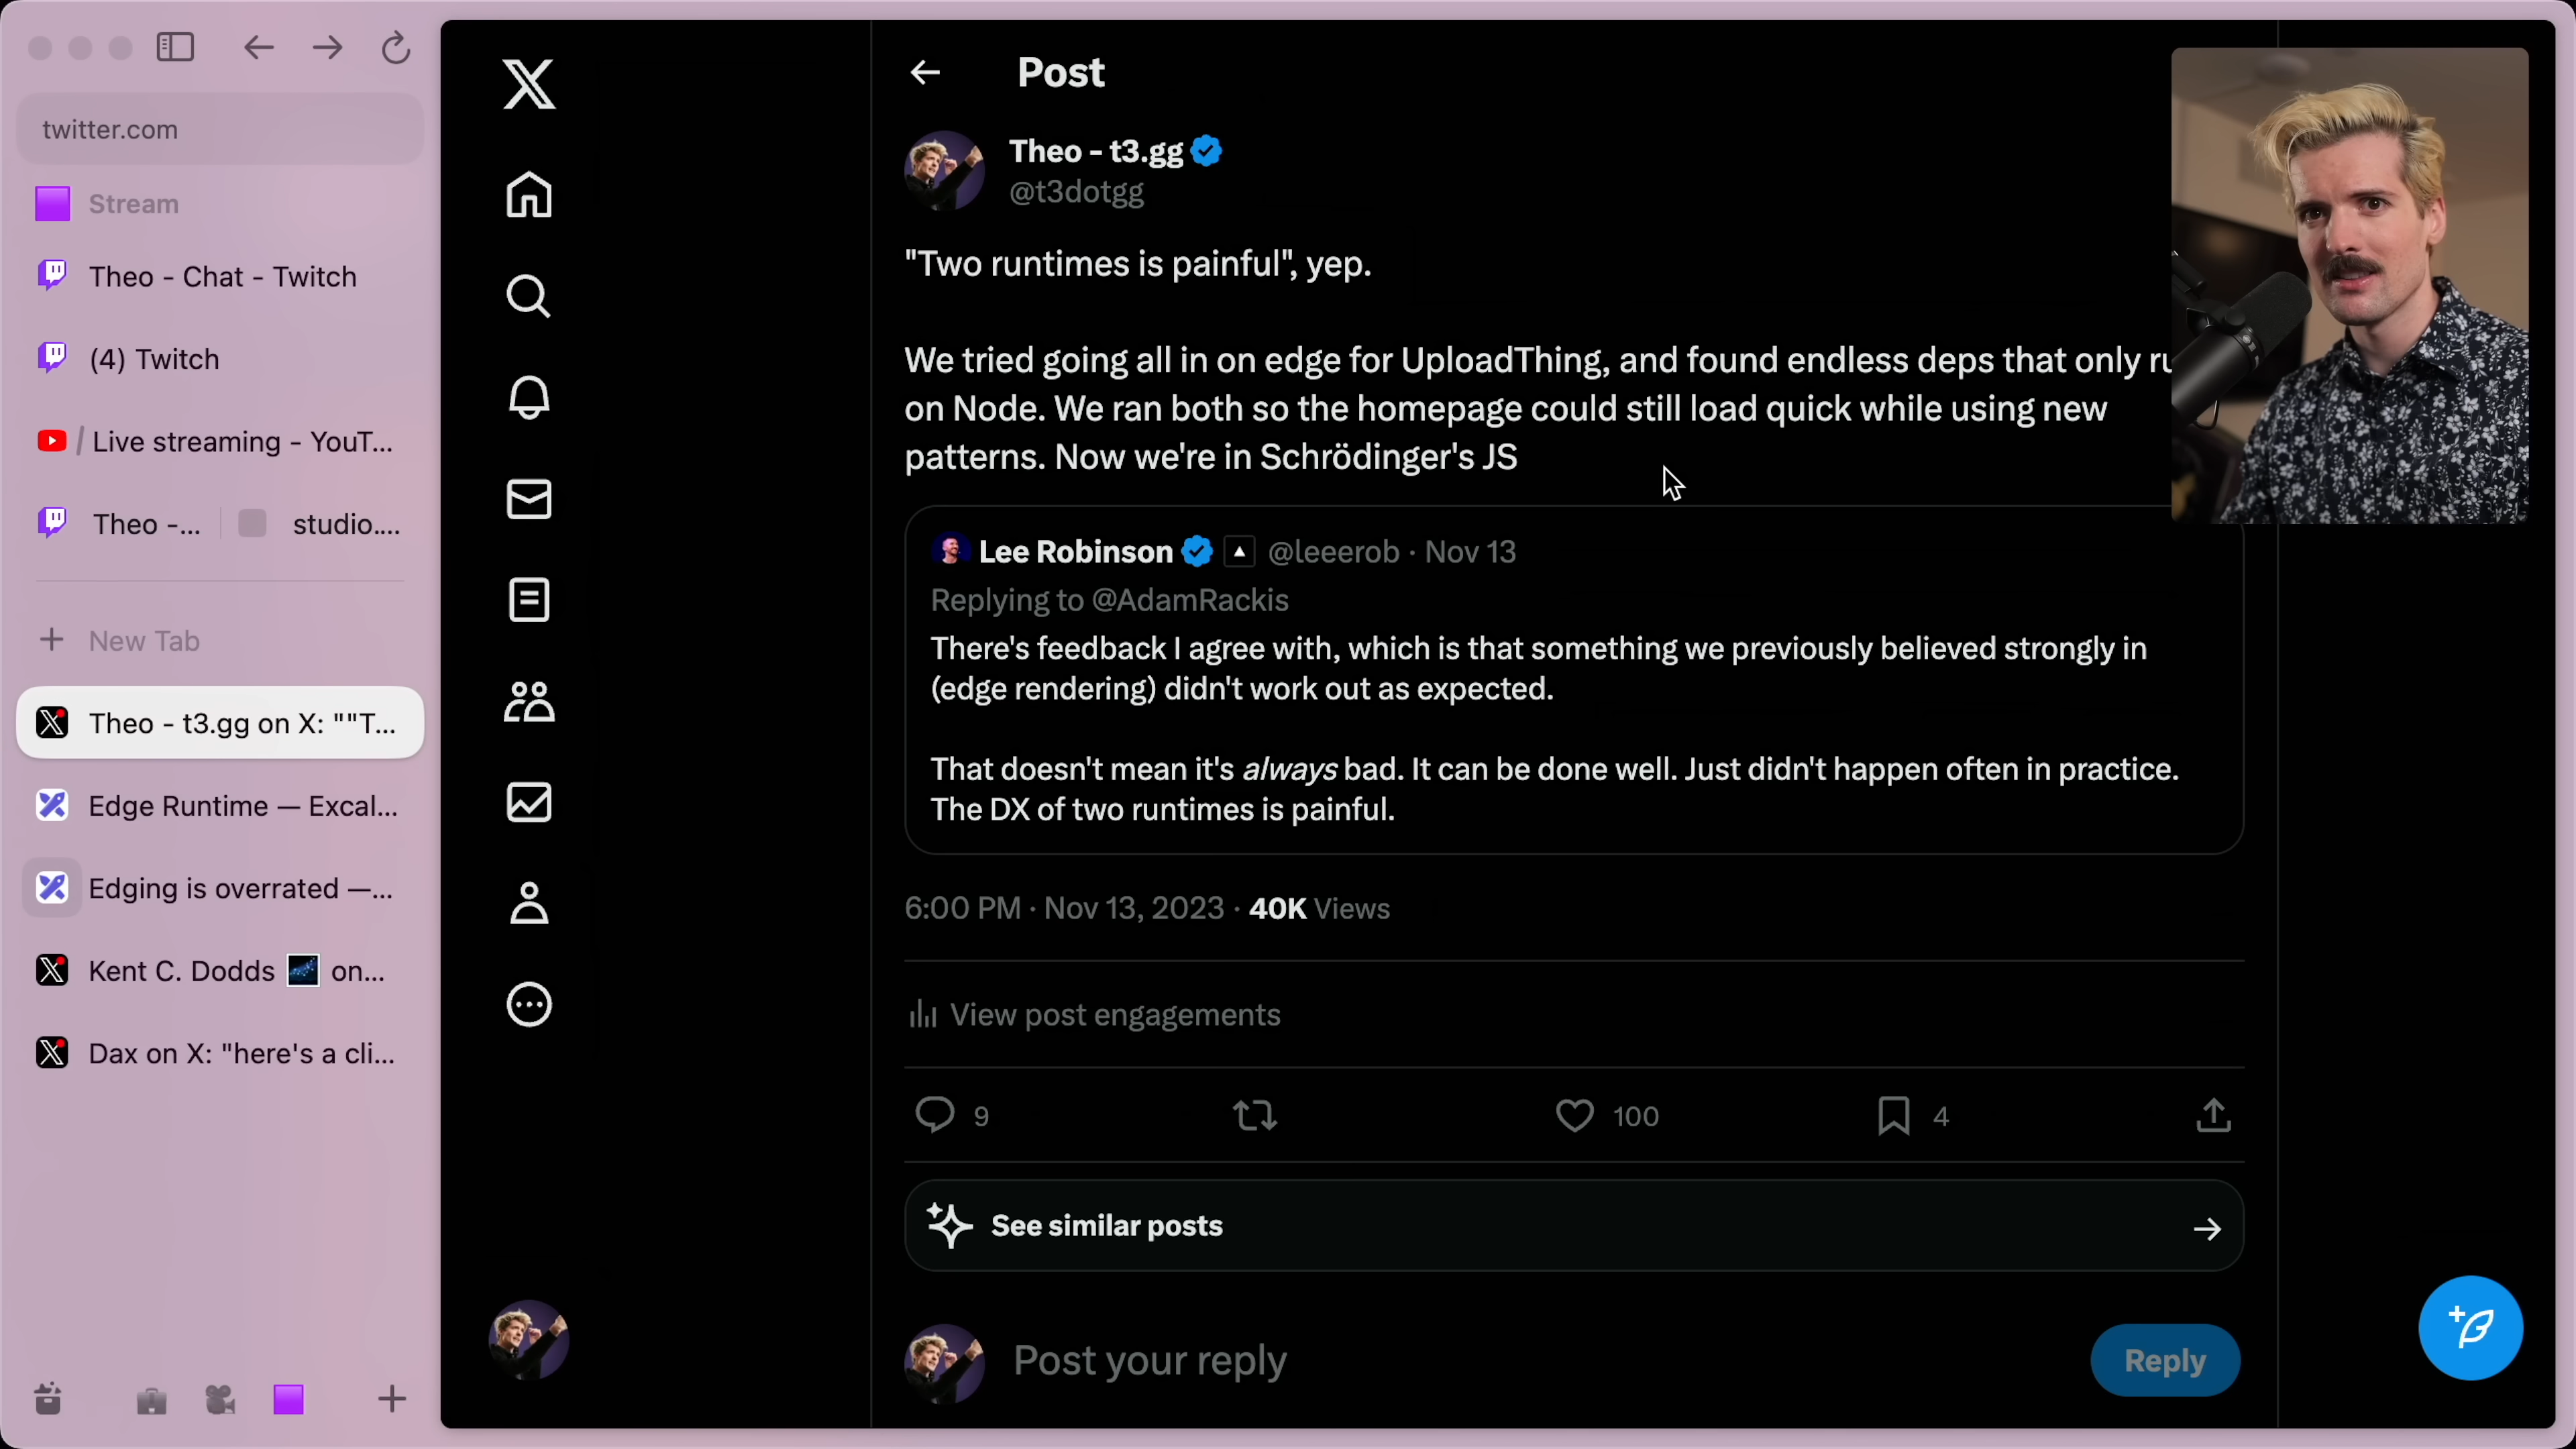 twitter.com
Stream
Theo - Chat - Twitch
(4) Twitch
/ Live streaming - YouT...
Theo -... studio....
New Tab
Theo - t3.gg on X: ""T...
Edge Runtime — Excal...
Edging is overrated —...
Kent C. Dodds on...
Dax on X: "here's a cli...
Post
Theo - t3.gg
@t3dotgg
"Two runtimes is painful", yep.
We tried going all in on edge for UploadThing, and found endless deps that only
on Node. We ran both so the homepage could still load quick while using new
patterns. Now we're in Schrödinger's JS
Lee Robinson @leeerob · Nov 13
Replying to @AdamRackis
There's feedback I agree with, which is that something we previously believed strongly in
(edge rendering) didn't work out as expected.
That doesn't mean it's always bad. It can be done well. Just didn't happen often in practice.
The DX of two runtimes is painful.
6:00 PM · Nov 13, 2023 · 40K Views
View post engagements
9 100 4
See similar posts
Post your reply
Reply